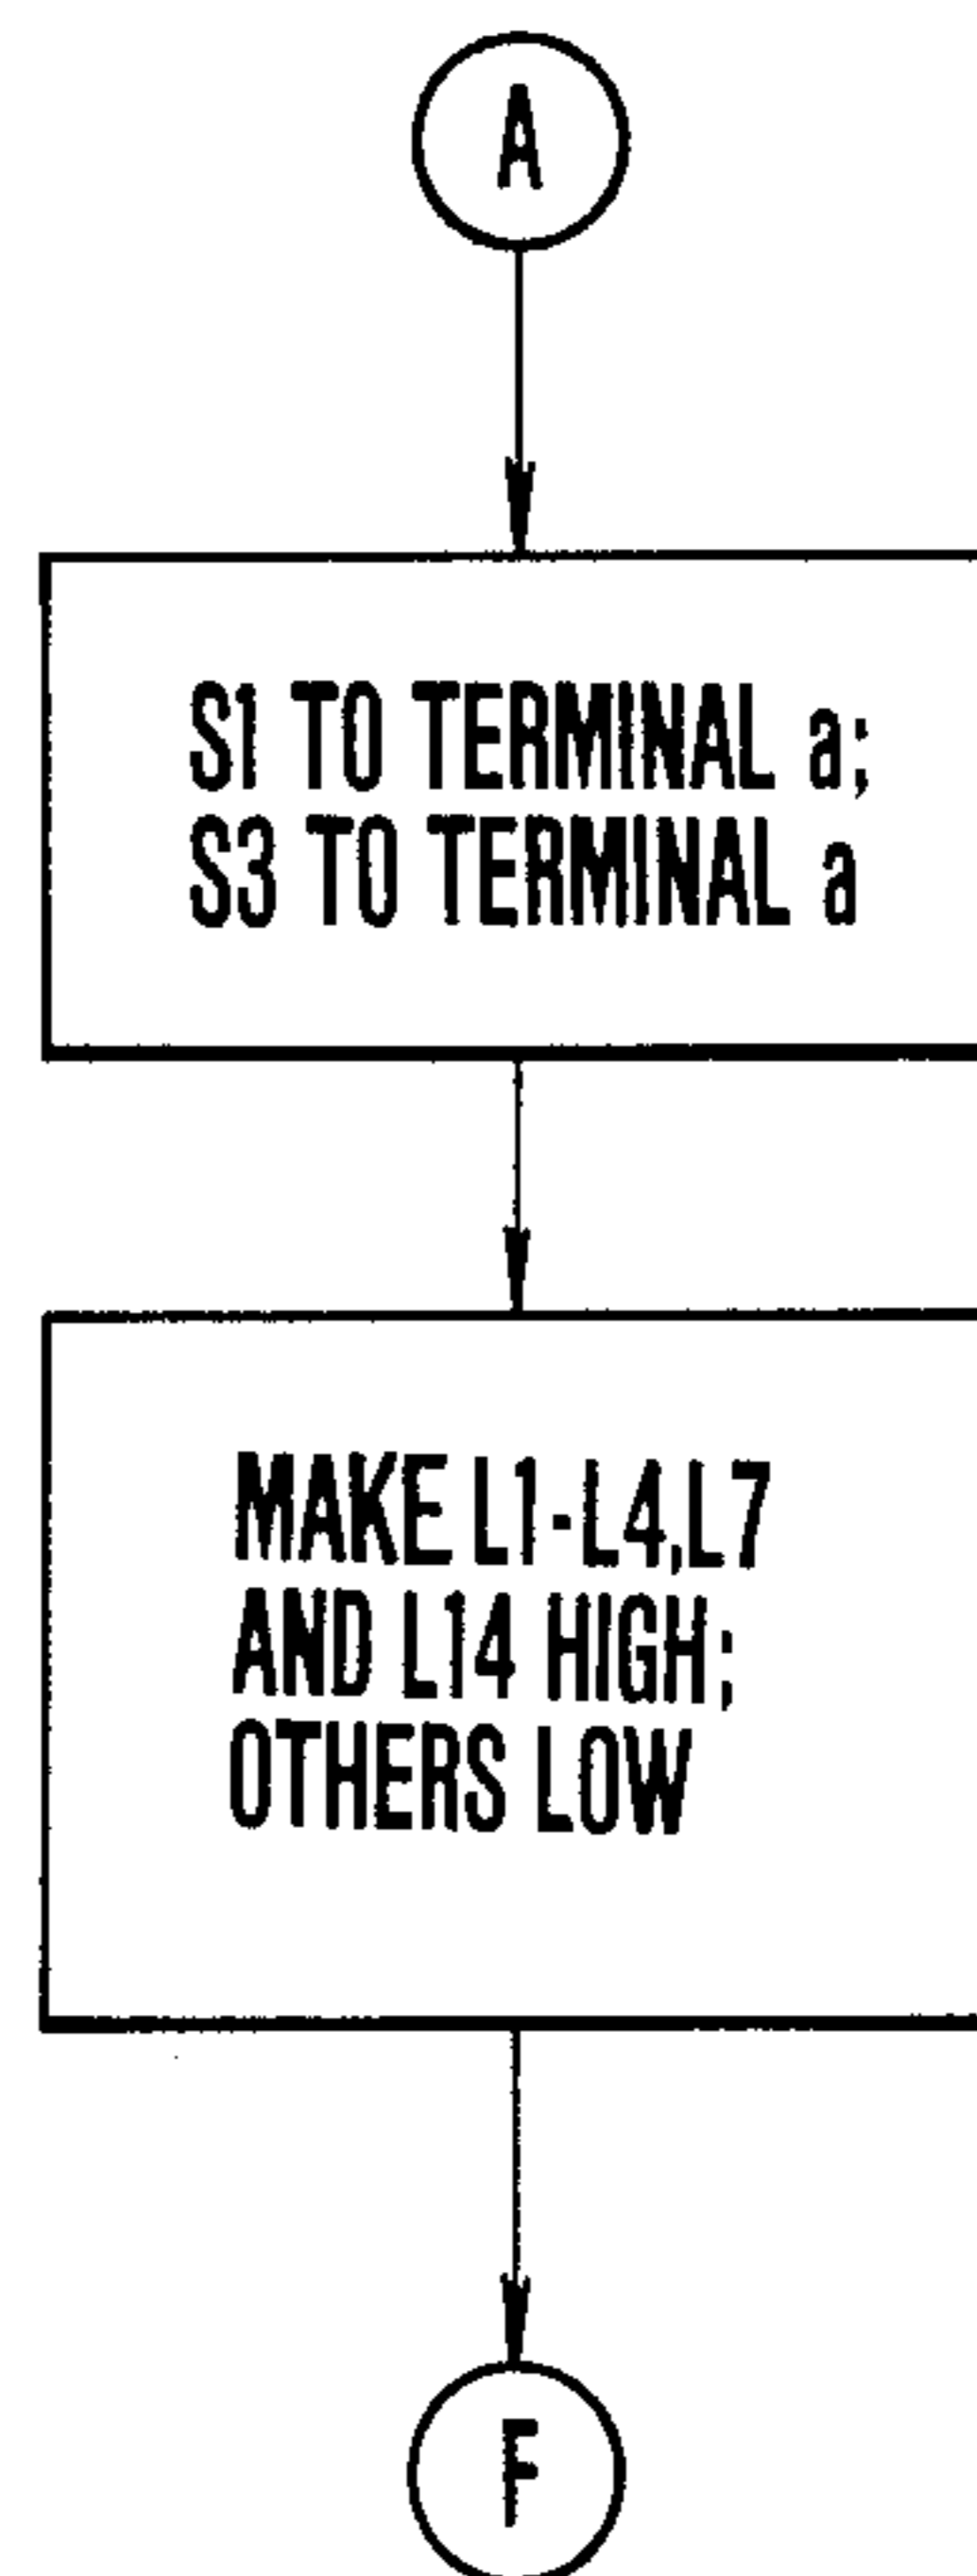 A
S1 TO TERMINAL a;
S3 TO TERMINAL a
MAKE L1-L4,L7
AND L14 HIGH;
OTHERS LOW
F